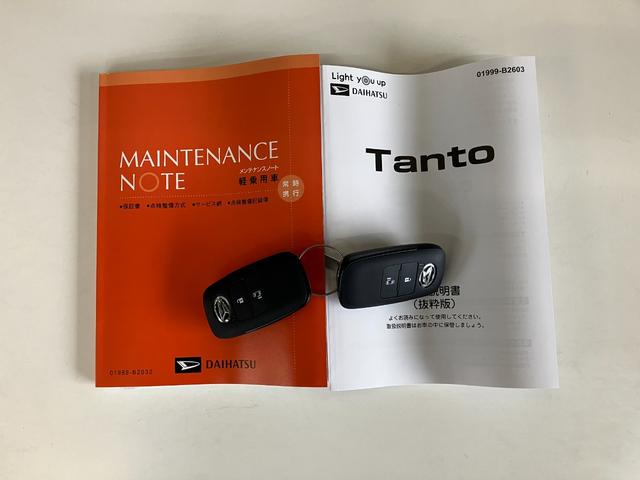 MAINTENANCE
NOTE
メンテナンスノート
軽乗用車
常時
携行
•保証書 •点検整備方式 •サービス網 •点検整備記録簿
DAIHATSU
Light you up
DAIHATSU
01999-B2603
Tanto
説明書
(抜粋版)
よくお読みになって使用してください。
取扱説明書はお車の中に保管しましょう。